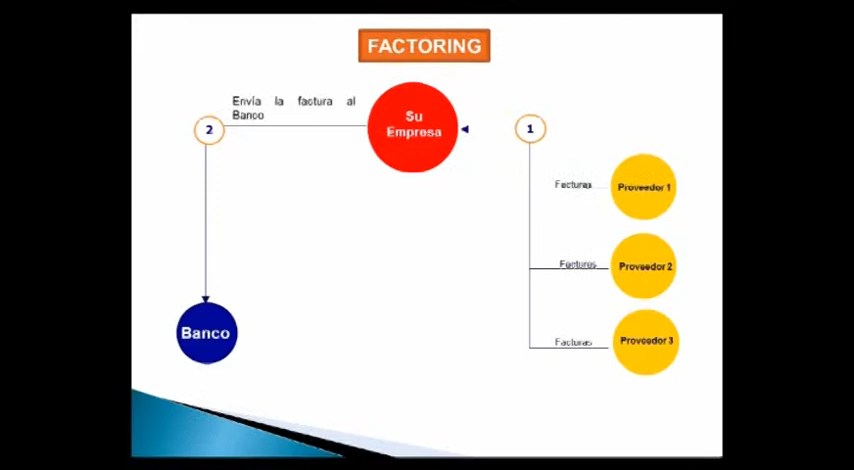 FACTORING
Envía la factura al
Banco
2
Su
Empresa
1
Facturas
Proveedor 1
Facturas
Proveedor 2
Facturas
Proveedor 3
Banco